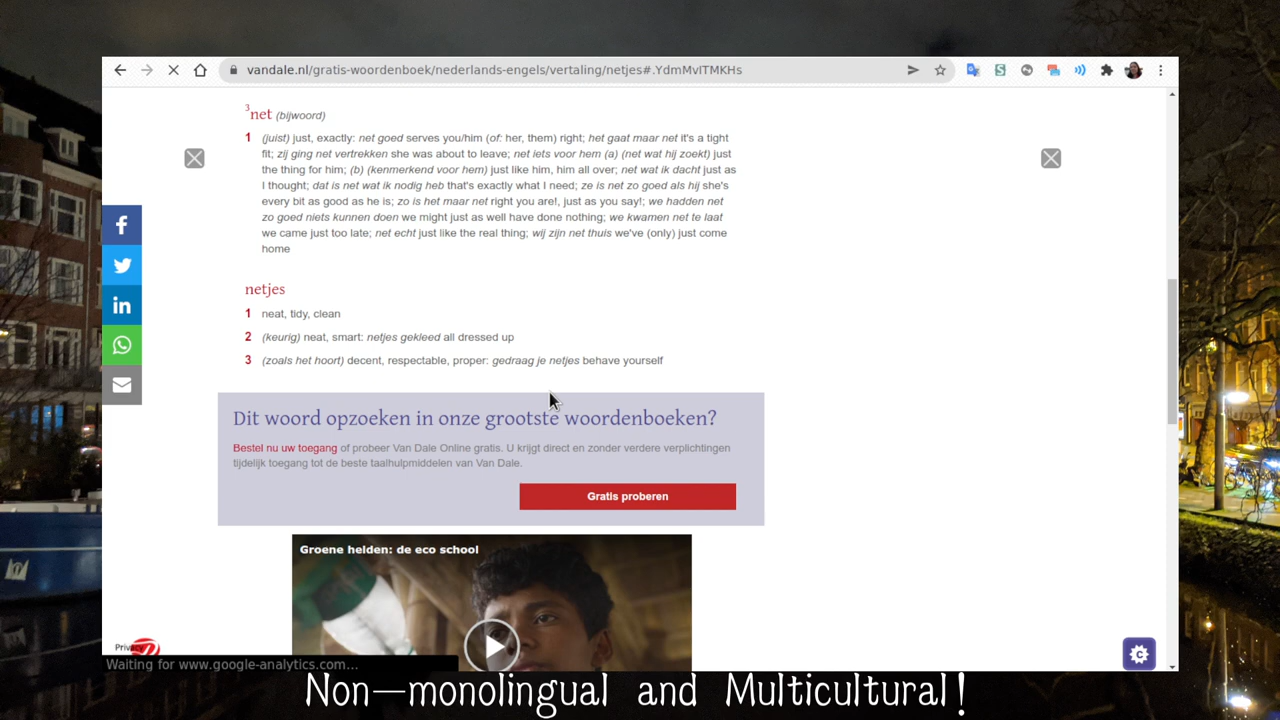 vandale.nl/gratis-woordenboek/nederlands-engels/vertaling/netjes#.YdmMvITMKHs
3net (bijwoord)
1 (juist) just, exactly: net goed serves you/him (of: her, them) right; het gaat maar net it's a tight
fit; zij ging net vertrekken she was about to leave; net iets voor hem (a) (net wat hij zoekt) just
the thing for him; (b) (kenmerkend voor hem) just like him, him all over; net wat ik dacht just as
I thought; dat is net wat ik nodig heb that's exactly what I need; ze is net zo goed als hij she's
every bit as good as he is; zo is het maar net right you are!, just as you say!; we hadden net
zo goed niets kunnen doen we might just as well have done nothing; we kwamen net te laat
we came just too late; net echt just like the real thing; wij zijn net thuis we've (only) just come
home
netjes
1 neat, tidy, clean
2 (keurig) neat, smart: netjes gekleed all dressed up
3 (zoals het hoort) decent, respectable, proper: gedraag je netjes behave yourself
Dit woord opzoeken in onze grootste woordenboeken?
Bestel nu uw toegang of probeer Van Dale Online gratis. U krijgt direct en zonder verdere verplichtingen
tijdelijk toegang tot de beste taalhulpmiddelen van Van Dale.
Gratis proberen
Groene helden: de eco school
Waiting for www.google-analytics.com...
Non-monolingual and Multicultural!